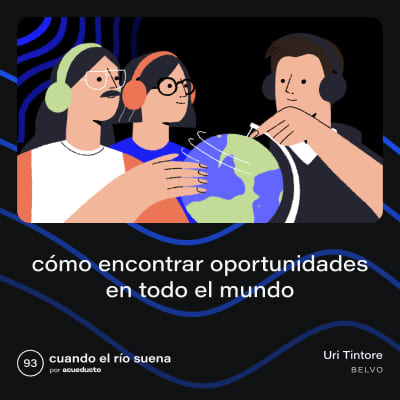 cómo encontrar oportunidades
en todo el mundo
93
cuando el río suena
por acueducto
Uri Tintore
BELVO